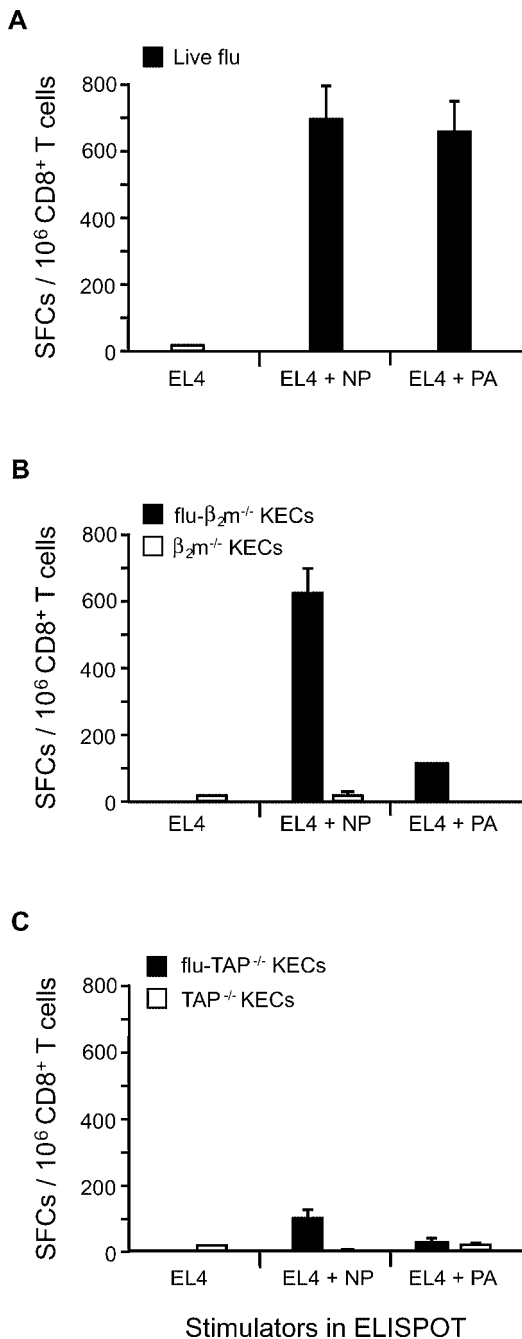 A
Live flu
SFCs / 10⁶ CD8⁺ T cells
800
600
400
200
0
EL4
EL4 + NP
EL4 + PA
B
flu-β₂m⁻/⁻ KECs
β₂m⁻/⁻ KECs
SFCs / 10⁶ CD8⁺ T cells
800
600
400
200
0
EL4
EL4 + NP
EL4 + PA
C
flu-TAP⁻/⁻ KECs
TAP⁻/⁻ KECs
SFCs / 10⁶ CD8⁺ T cells
800
600
400
200
0
EL4
EL4 + NP
EL4 + PA
Stimulators in ELISPOT